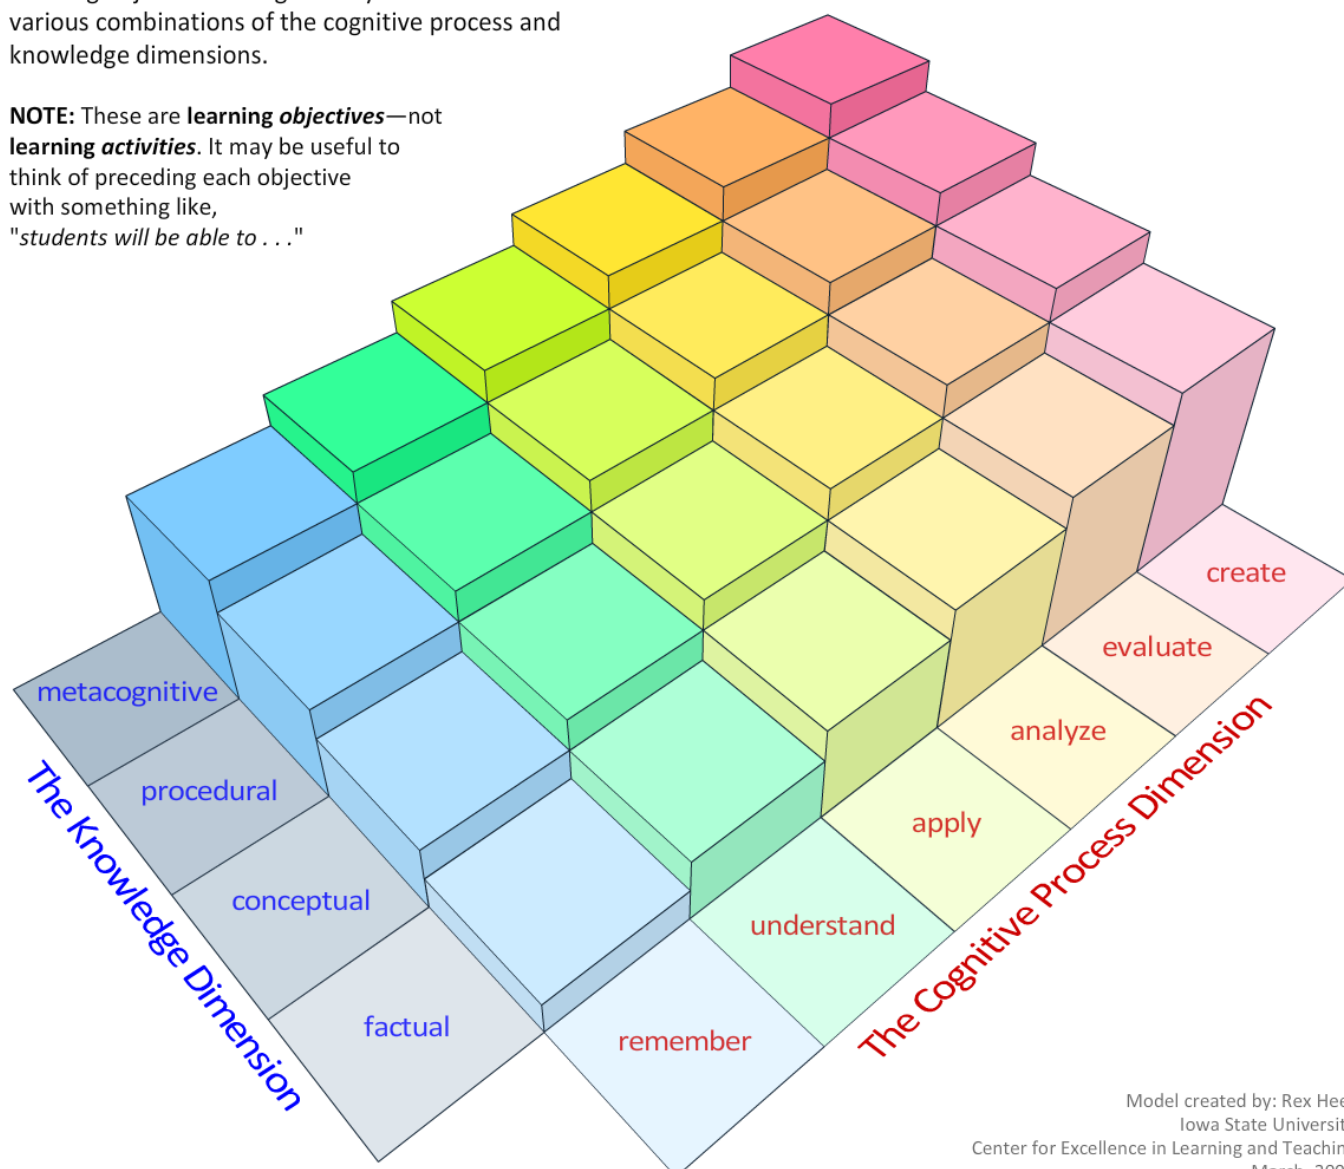 various combinations of the cognitive process and
knowledge dimensions.
NOTE: These are learning objectives—not
learning activities. It may be useful to
think of preceding each objective
with something like,
"students will be able to . . ."
metacognitive
procedural
conceptual
factual
The Knowledge Dimension
remember
understand
apply
analyze
evaluate
create
The Cognitive Process Dimension
Model created by: Rex
Iowa State
Center for Excellence in Learning and